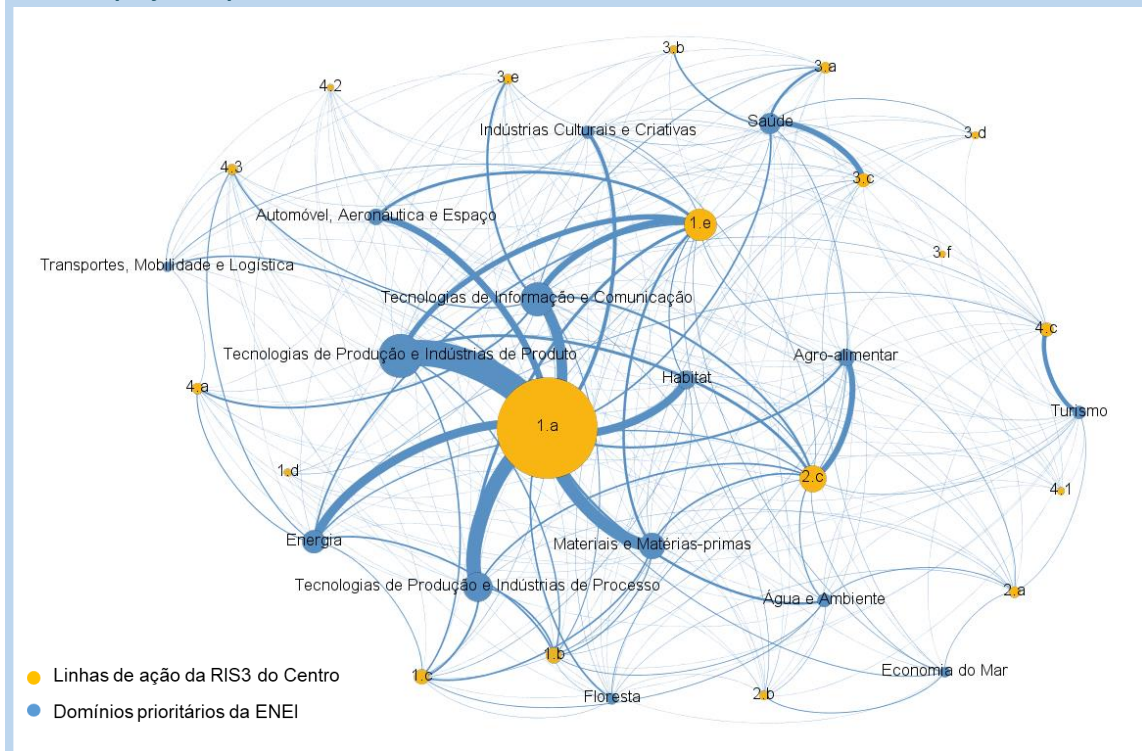 3.b
3.a
3.e
4.2
Saúde
Indústrias Culturais e Criativas
3.d
4.3
3.c
Automóvel, Aeronáutica e Espaço
1.e
3.f
Transportes, Mobilidade e Logística
Tecnologias de Informação e Comunicação
4.c
Tecnologias de Produção e Indústrias de Produto
Agro-alimentar
Habitat
4.a
Turismo
1.a
1.d
2.c
4.1
Energia
Materiais e Matérias-primas
Tecnologias de Produção e Indústrias de Processo
2.a
Água e Ambiente
1.b
Economia do Mar
1.c
Linhas de ação da RIS3 do Centro
2.b
Floresta
Domínios prioritários da ENEI